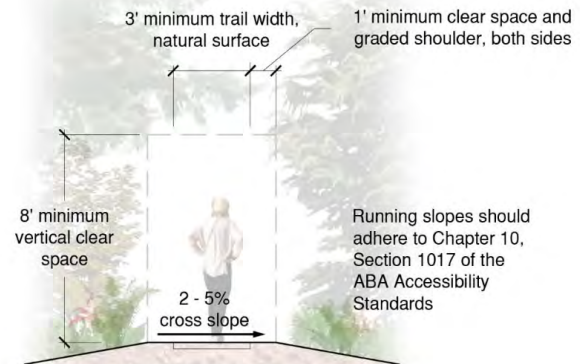 3' minimum trail width,
natural surface
1' minimum clear space and
graded shoulder, both sides
8' minimum
vertical clear
space
2 - 5%
cross slope
Running slopes should
adhere to Chapter 10,
Section 1017 of the
ABA Accessibility
Standards